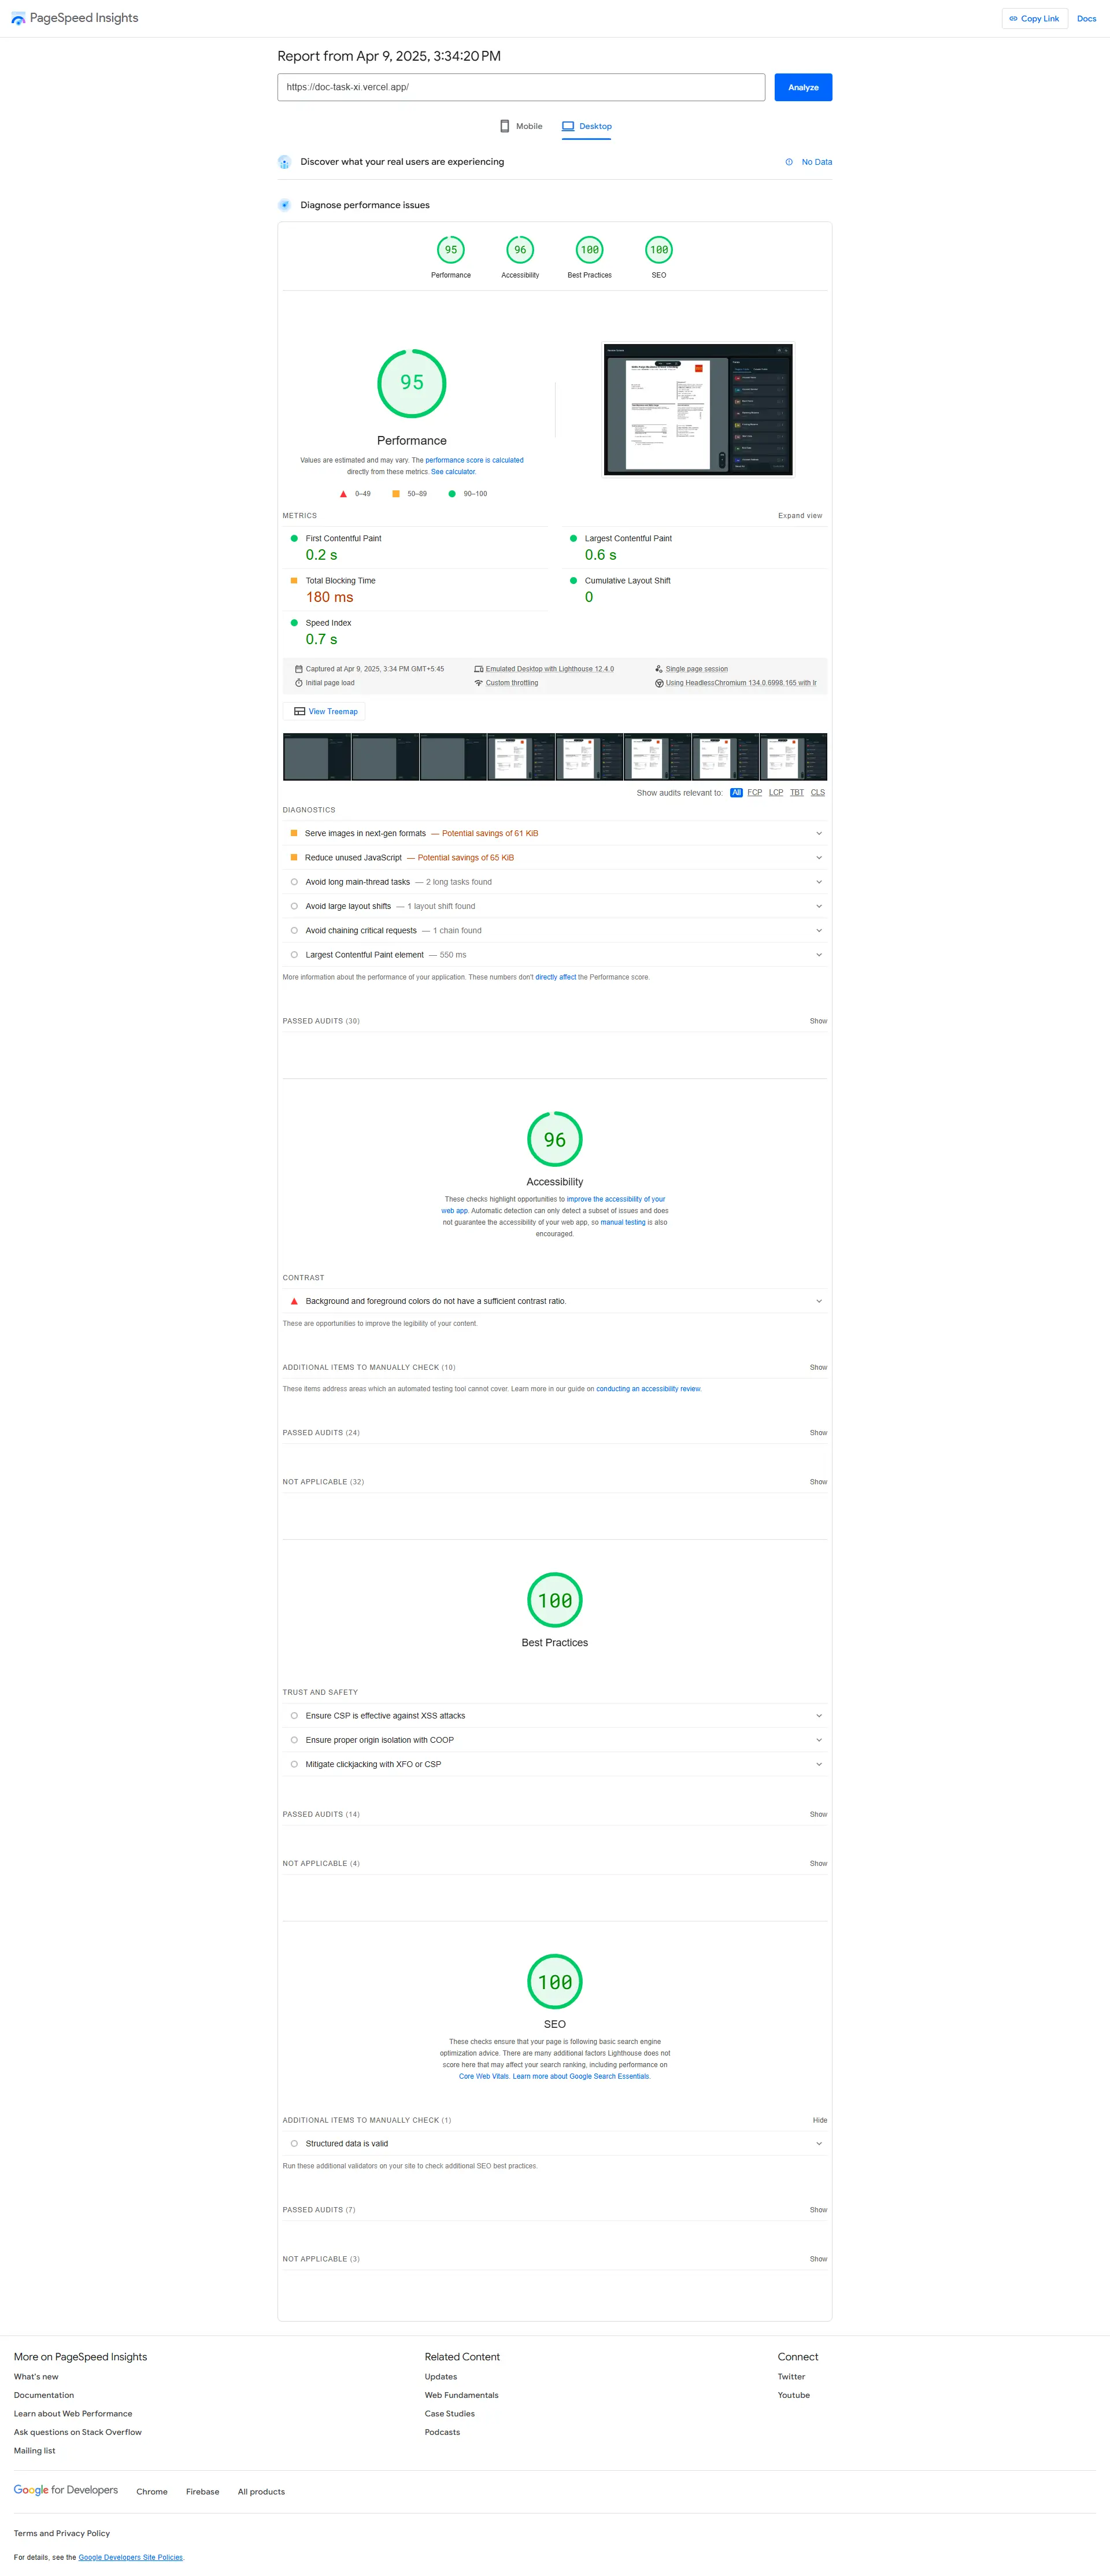 PageSpeed Insights
Copy Link
Docs
Report from Apr 9, 2025, 3:34:20 PM
https://doc-task-xi.vercel.app/
Analyze
Mobile
Desktop
Discover what your real users are experiencing
No Data
Diagnose performance issues
95
96
100
100
Performance
Accessibility
Best Practices
SEO
95
Performance
Values are estimated and may vary. The performance score is calculated
directly from these metrics. See calculator.
0–49
50–89
90–100
METRICS
Expand view
First Contentful Paint
0.2 s
Largest Contentful Paint
0.6 s
Total Blocking Time
180 ms
Cumulative Layout Shift
0
Speed Index
0.7 s
Captured at Apr 9, 2025, 3:34 PM GMT+5:45
Emulated Desktop with Lighthouse 12.4.0
Single page session
Initial page load
Custom throttling
Using HeadlessChromium 134.0.6998.165 with lr
View Treemap
Show audits relevant to: All FCP LCP TBT CLS
DIAGNOSTICS
Serve images in next-gen formats — Potential savings of 61 KiB
Reduce unused JavaScript — Potential savings of 65 KiB
Avoid long main-thread tasks — 2 long tasks found
Avoid large layout shifts — 1 layout shift found
Avoid chaining critical requests — 1 chain found
Largest Contentful Paint element — 550 ms
More information about the performance of your application. These numbers don't directly affect the Performance score.
PASSED AUDITS (30)
Show
96
Accessibility
These checks highlight opportunities to improve the accessibility of your
web app. Automatic detection can only detect a subset of issues and does
not guarantee the accessibility of your web app, so manual testing is also
encouraged.
CONTRAST
Background and foreground colors do not have a sufficient contrast ratio.
These are opportunities to improve the legibility of your content.
ADDITIONAL ITEMS TO MANUALLY CHECK (10)
Show
These items address areas which an automated testing tool cannot cover. Learn more in our guide on conducting an accessibility review.
PASSED AUDITS (24)
Show
NOT APPLICABLE (32)
Show
100
Best Practices
TRUST AND SAFETY
Ensure CSP is effective against XSS attacks
Ensure proper origin isolation with COOP
Mitigate clickjacking with XFO or CSP
PASSED AUDITS (14)
Show
NOT APPLICABLE (4)
Show
100
SEO
These checks ensure that your page is following basic search engine
optimization advice. There are many additional factors Lighthouse does not
score here that may affect your search ranking, including performance on
Core Web Vitals. Learn more about Google Search Essentials.
ADDITIONAL ITEMS TO MANUALLY CHECK (1)
Hide
Structured data is valid
Run these additional validators on your site to check additional SEO best practices.
PASSED AUDITS (7)
Show
NOT APPLICABLE (3)
Show
More on PageSpeed Insights
What's new
Documentation
Learn about Web Performance
Ask questions on Stack Overflow
Mailing list
Related Content
Updates
Web Fundamentals
Case Studies
Podcasts
Connect
Twitter
Youtube
Google for Developers
Chrome
Firebase
All products
Terms and Privacy Policy
For details, see the Google Developers Site Policies.